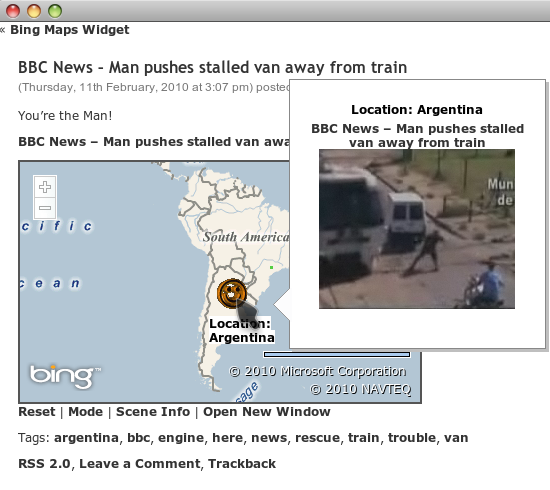 « Bing Maps Widget
BBC News - Man pushes stalled van away from train
(Thursday, 11th February, 2010 at 3:07 pm) posted
You're the Man!
BBC News – Man pushes stalled van awa
Location: Argentina
BBC News – Man pushes stalled van away from train
Mun
de
cific
cean
South America
Location:
Argentina
bing™
© 2010 Microsoft Corporation
© 2010 NAVTEQ
sage
Reset | Mode | Scene Info | Open New Window
Tags: argentina, bbc, engine, here, news, rescue, train, trouble, van
RSS 2.0, Leave a Comment, Trackback